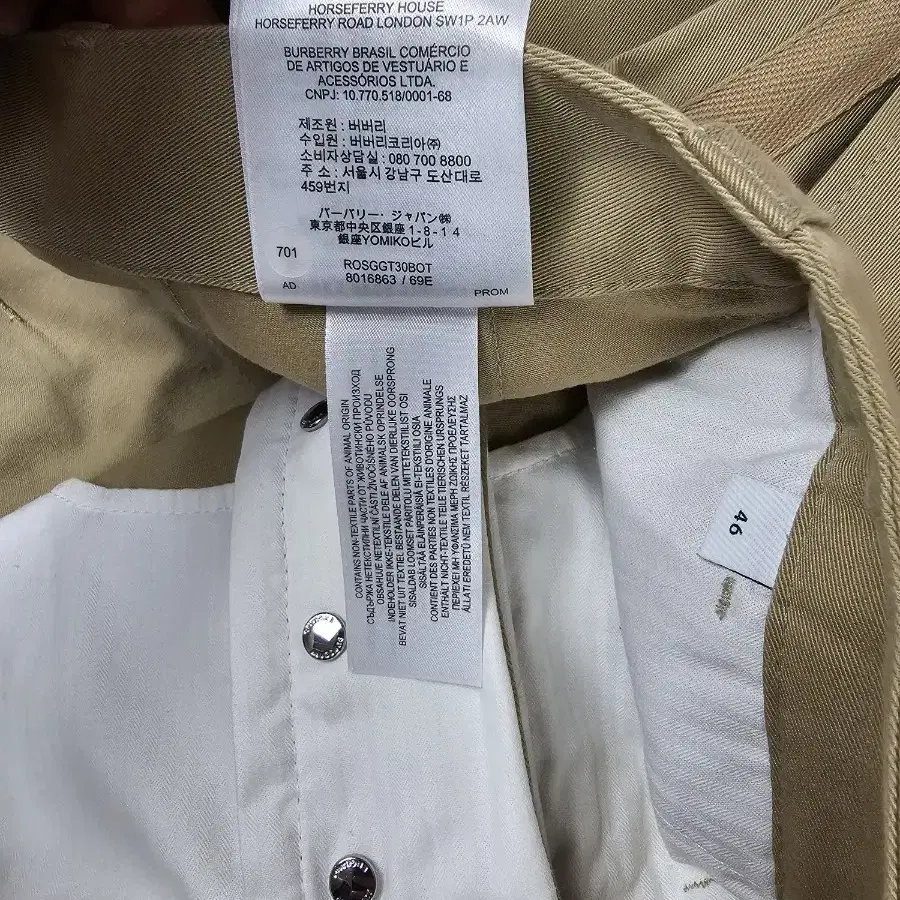 HORSEFERRY HOUSE
HORSEFERRY ROAD LONDON SW1P 2AW
BURBERRY BRASIL COMÉRCIO
DE ARTIGOS DE VESTUÁRIO E
ACESSÓRIOS LTDA.
CNPJ: 10.770.518/0001-68
제조원 : 버버리
수입원 : 버버리코리아㈜
소비자상담실 : 080 700 8800
주 소 : 서울시 강남구 도산대로
459번지
バーバリー・ジャパン㈱
東京都中央区銀座1-8-14
銀座YOMIKOビル
701
ROSGGT30BOT
8016863 / 69E
AD
PROM
CONTAINS NON-TEXTILE PARTS OF ANIMAL ORIGIN
СЪДЪРЖА НЕТЕКСТИЛНИ ЧАСТИ ОТ ЖИВОТИНСКИ ПРОИЗХОД
OBSAHUJE NETEXTILNÍ ČÁSTI ŽIVOČIŠNÉHO PŮVODU
INDEHOLDER IKKE-TEKSTILE DELE AF ANIMALSK OPRINDELSE
BEVAT NIET UIT TEXTIEL BESTAANDE DELEN VAN DIERLIJKE OORSPRONG
SISALDAB LOOMSET PÄRITOLU MITTETEKSTIILIST OSI
SISÄLTÄÄ ELÄINPERÄISIÄ EI-TEKSTIILI OSIA
CONTIENT DES PARTIES NON TEXTILES D'ORIGINE ANIMALE
ENTHÄLT NICHT-TEXTILE TEILE TIERISCHEN URSPRUNGS
ΠΕΡΙΕΧΕΙ ΜΗ ΥΦΑΝΣΙΜΑ ΜΕΡΗ ΖΩΙΚΗΣ ΠΡΟΕΛΕΥΣΗΣ
ÁLLATI EREDETŰ NEM TEXTIL RÉSZEKET TARTALMAZ
46